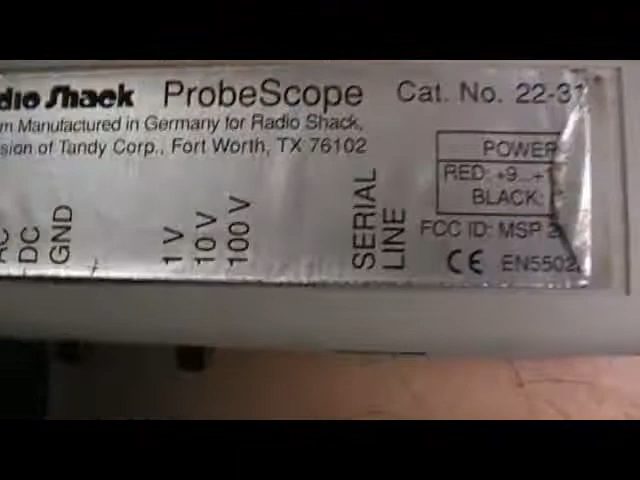 dio Shack ProbeScope Cat. No. 22-31
m Manufactured in Germany for Radio Shack,
sion of Tandy Corp., Fort Worth, TX 76102
POWER
RED: +9...+1
BLACK:
FCC ID: MSP 2
CE EN5502
AC
DC
GND
1 V
10 V
100 V
SERIAL
LINE